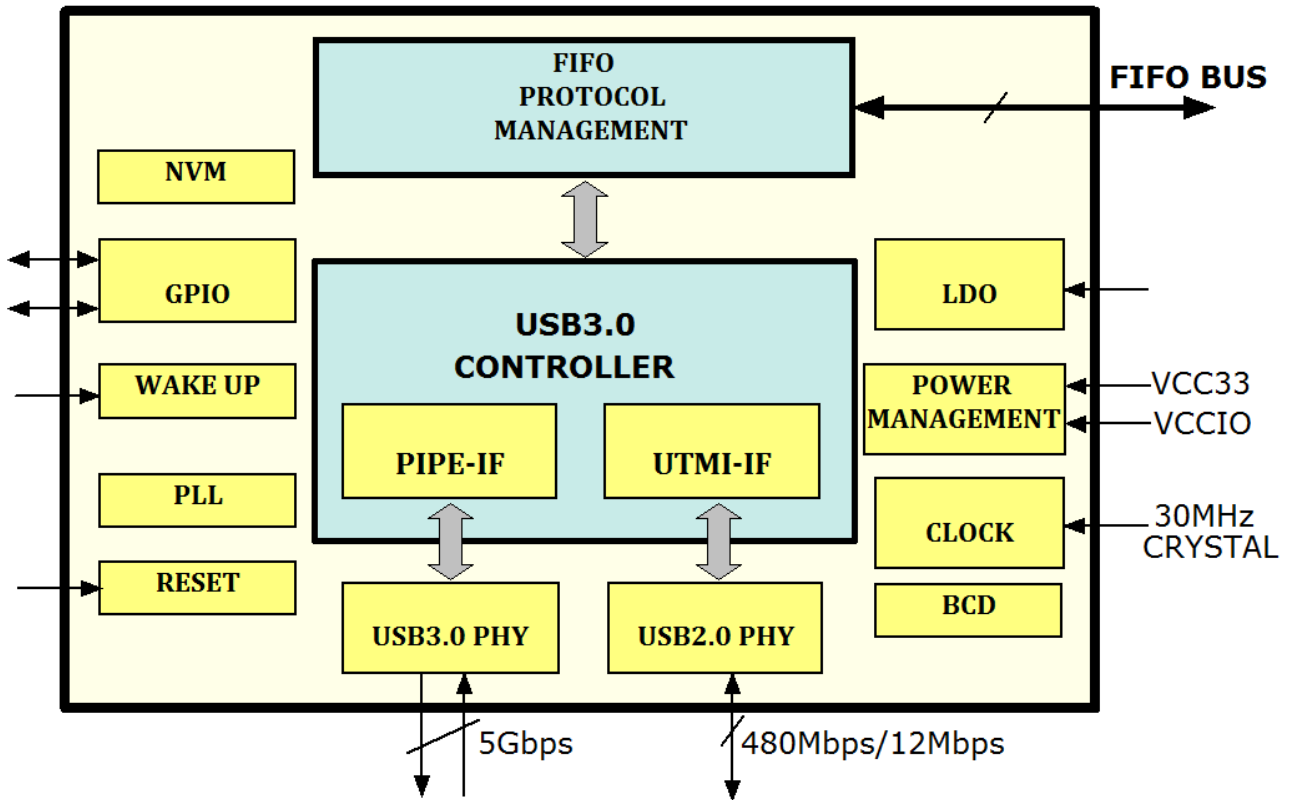 FIFO
PROTOCOL
MANAGEMENT
FIFO BUS
NVM
GPIO
LDO
USB3.0
CONTROLLER
WAKE UP
POWER
MANAGEMENT
VCC33
VCCIO
PIPE-IF
UTMI-IF
PLL
CLOCK
30MHz
CRYSTAL
RESET
BCD
USB3.0 PHY
USB2.0 PHY
5Gbps
480Mbps/12Mbps